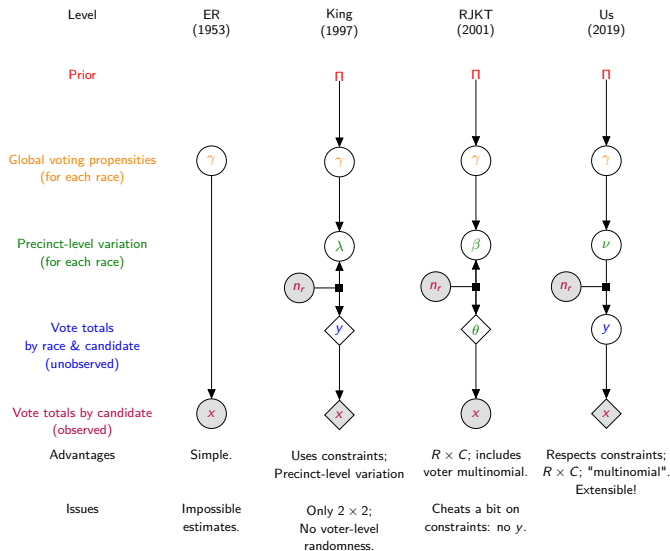 Level
ER
(1953)
King
(1997)
RJKT
(2001)
Us
(2019)
Prior
Π
Π
Π
Global voting propensities
(for each race)
γ
γ
γ
γ
Precinct-level variation
(for each race)
λ
β
ν
n_r
n_r
n_r
Vote totals
by race & candidate
(unobserved)
y
θ
y
Vote totals by candidate
(observed)
x
x
x
x
Advantages
Simple.
Uses constraints;
Precinct-level variation
R × C; includes
voter multinomial.
Respects constraints;
R × C; "multinomial".
Extensible!
Issues
Impossible
estimates.
Only 2 × 2;
No voter-level
randomness.
Cheats a bit on
constraints: no y.